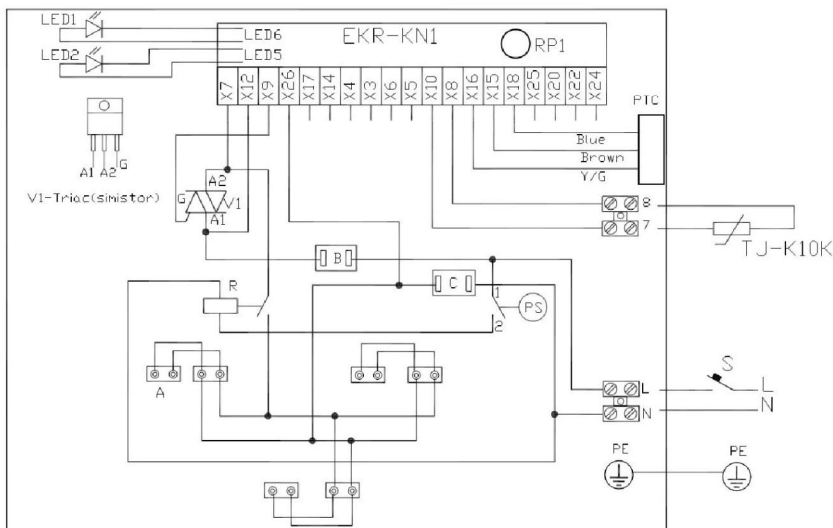 LED1
LED6
EKR-KN1
RP1
LED2
LED5
X7 X12 X9 X26 X17 X14 X4 X3 X6 X5 X10 X8 X16 X15 X18 X25 X20 X22 X24
PTC
Blue
Brown
Y/G
A1 A2 G
V1-Triac(simistor)
A2
G V1
A1
8
7
TJ-K10K
B
C
R
1
PS
2
A
S
L L
N N
PE PE